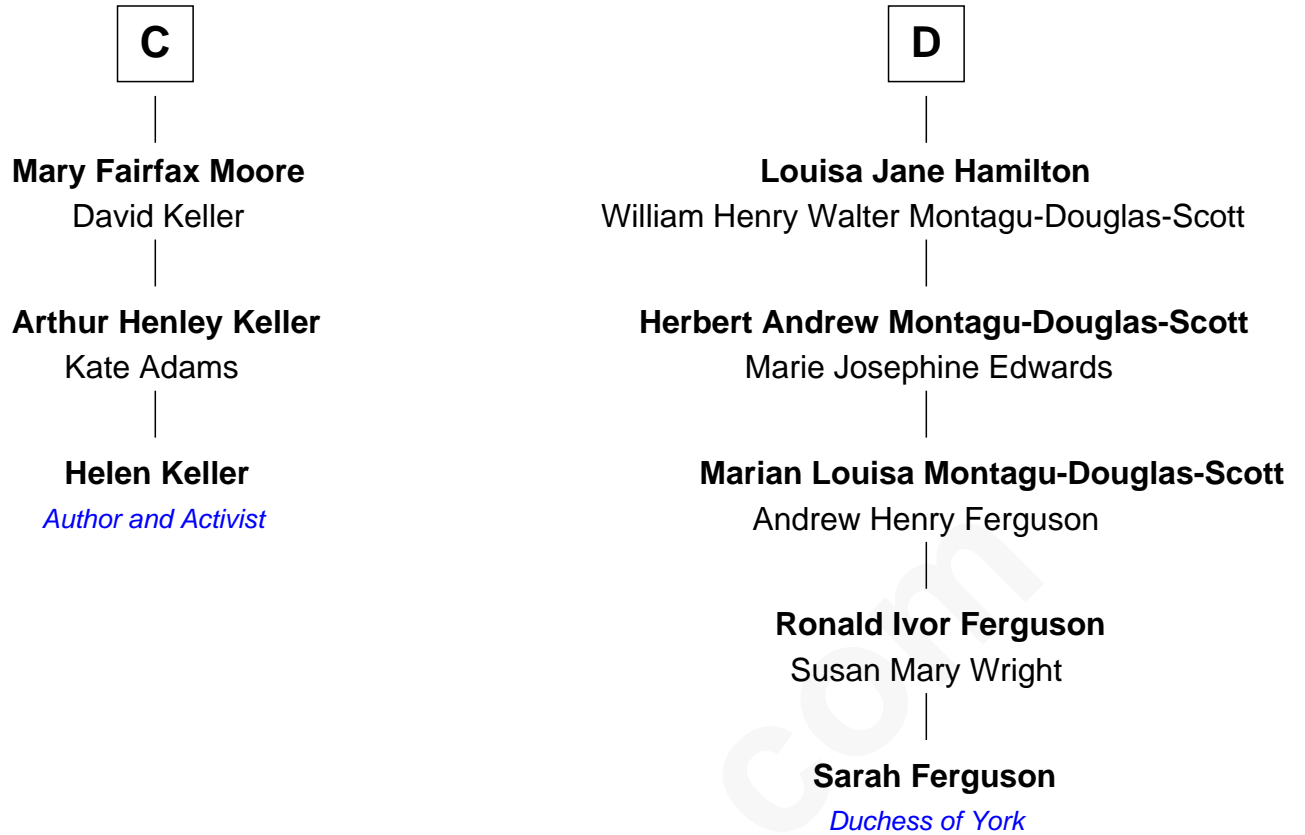 C
Mary Fairfax Moore
David Keller
Arthur Henley Keller
Kate Adams
Helen Keller
Author and Activist
D
Louisa Jane Hamilton
William Henry Walter Montagu-Douglas-Scott
Herbert Andrew Montagu-Douglas-Scott
Marie Josephine Edwards
Marian Louisa Montagu-Douglas-Scott
Andrew Henry Ferguson
Ronald Ivor Ferguson
Susan Mary Wright
Sarah Ferguson
Duchess of York
com